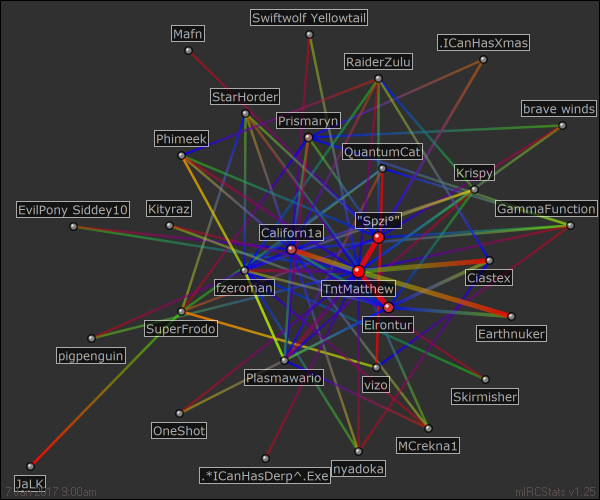 Swiftwolf Yellowtail
Mafn
.ICanHasXmas
RaiderZulu
StarHorder
brave winds
Prismaryn
Phimeek
QuantumCat
Krispy
EvilPony Siddey10
Kityraz
"Spzi°"
GammaFunction
Californ1a
Ciastex
fzeroman
TntMatthew
SuperFrodo
Elrontur
Earthnuker
pigpenguin
Plasmawario
vizo
Skirmisher
OneShot
MCrekna1
.*ICanHasDerp^.Exe
nyadoka
JaLK
2017 9:00am
mIRCStats v1.25